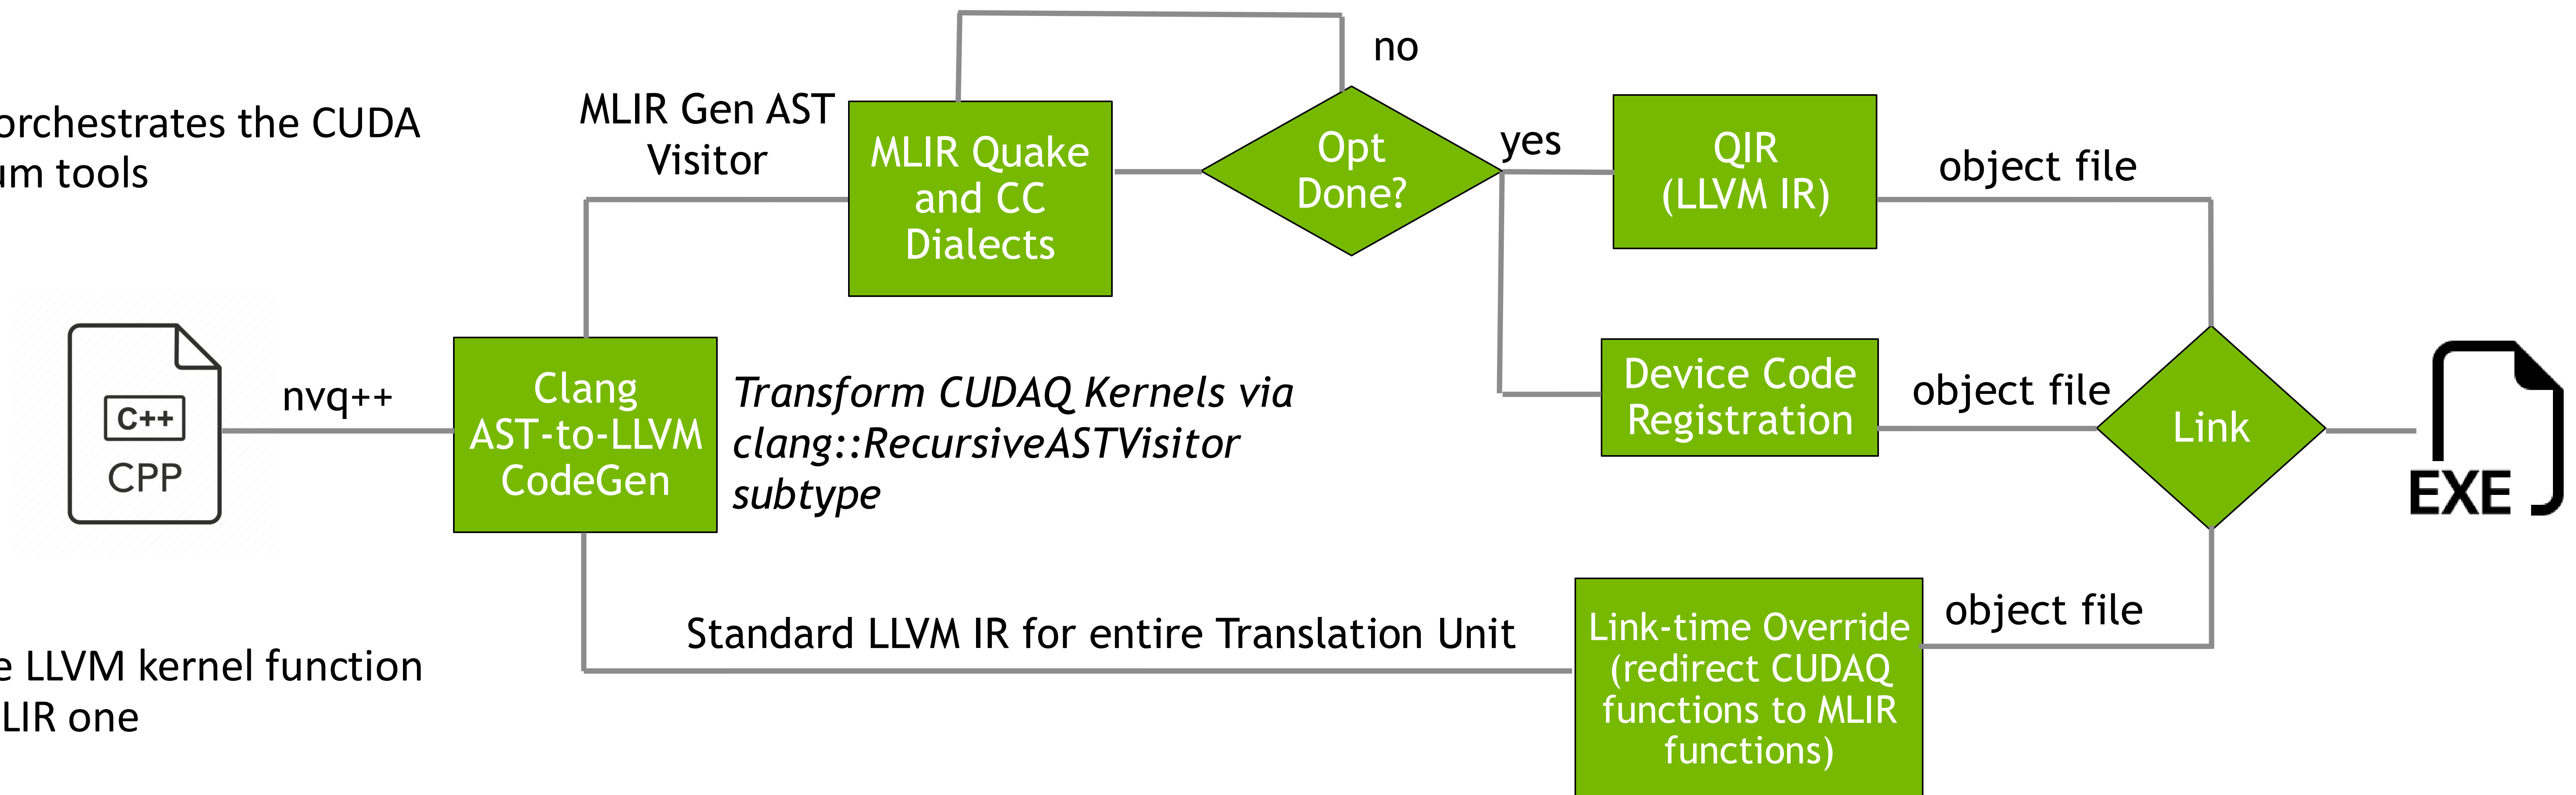 orchestrates the CUDA
um tools
C++
CPP
nvq++
Clang
AST-to-LLVM
CodeGen
MLIR Gen AST
Visitor
MLIR Quake
and CC
Dialects
no
Opt
Done?
yes
QIR
(LLVM IR)
object file
Transform CUDAQ Kernels via
clang::RecursiveASTVisitor
subtype
Device Code
Registration
object file
Link
EXE
Standard LLVM IR for entire Translation Unit
Link-time Override
(redirect CUDAQ
functions to MLIR
functions)
object file
e LLVM kernel function
LIR one